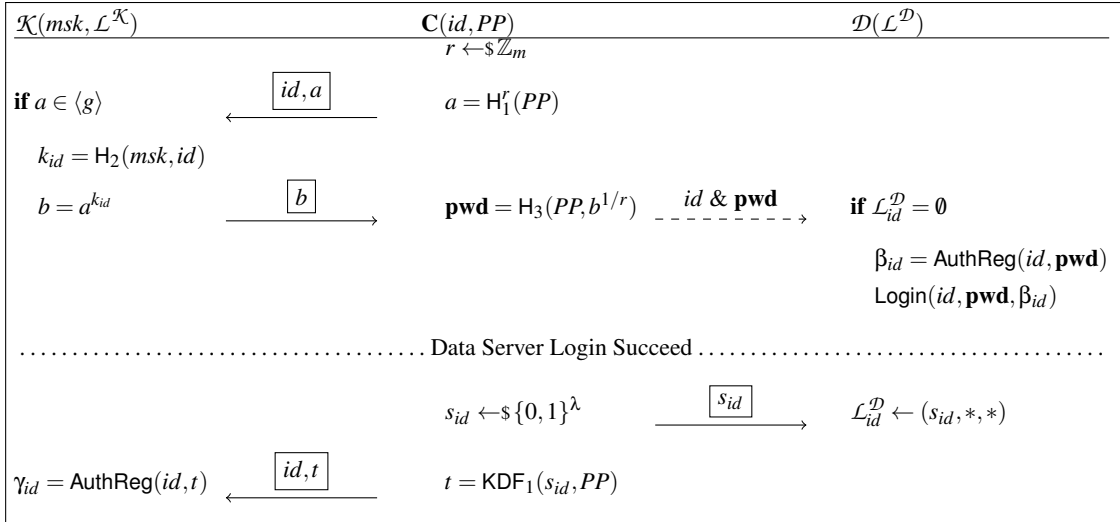 𝒦(msk, ℒ^𝒦) C(id, PP) 𝒟(ℒ^𝒟)
r ←$ ℤ_m
if a ∈ ⟨g⟩ id, a a = H_1^r(PP)
k_id = H_2(msk, id)
b = a^{k_id} b pwd = H_3(PP, b^{1/r}) id & pwd if ℒ_id^𝒟 = ∅
β_id = AuthReg(id, pwd)
Login(id, pwd, β_id)
Data Server Login Succeed
s_id ←$ {0,1}^λ s_id ℒ_id^𝒟 ← (s_id, *, *)
γ_id = AuthReg(id, t) id, t t = KDF_1(s_id, PP)